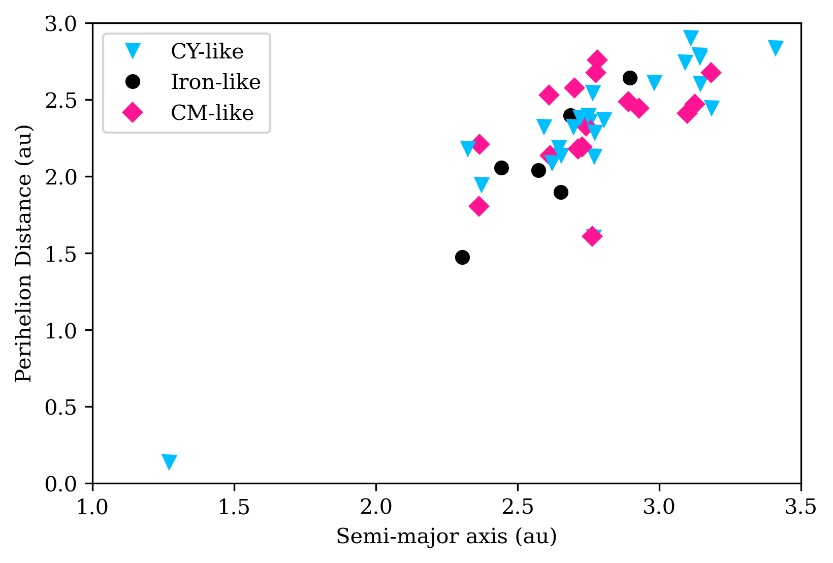 3.0
2.5
2.0
1.5
1.0
0.5
0.0
Perihelion Distance (au)
CY-like
Iron-like
CM-like
1.0 1.5 2.0 2.5 3.0 3.5
Semi-major axis (au)